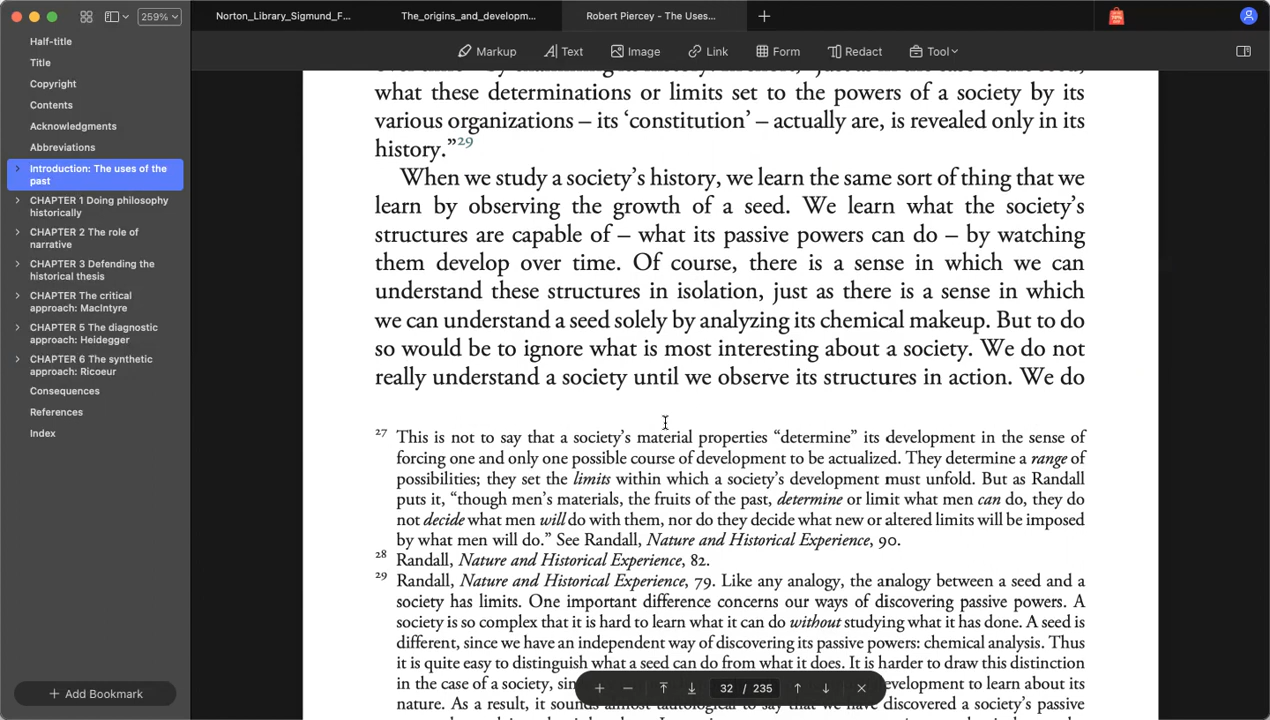 259%
Norton_Library_Sigmund_F...
The_origins_and_developm...
Robert Piercey - The Uses...
Markup
Text
Image
Link
Form
Redact
Tool
Half-title
Title
Copyright
Contents
Acknowledgments
Abbreviations
Introduction: The uses of the
past
CHAPTER 1 Doing philosophy
historically
CHAPTER 2 The role of
narrative
CHAPTER 3 Defending the
historical thesis
CHAPTER The critical
approach: MacIntyre
CHAPTER 5 The diagnostic
approach: Heidegger
CHAPTER 6 The synthetic
approach: Ricoeur
Consequences
References
Index
+ Add Bookmark
what these determinations or limits set to the powers of a society by its
various organizations – its ‘constitution’ – actually are, is revealed only in its
history.”29
When we study a society’s history, we learn the same sort of thing that we
learn by observing the growth of a seed. We learn what the society’s
structures are capable of – what its passive powers can do – by watching
them develop over time. Of course, there is a sense in which we can
understand these structures in isolation, just as there is a sense in which
we can understand a seed solely by analyzing its chemical makeup. But to do
so would be to ignore what is most interesting about a society. We do not
really understand a society until we observe its structures in action. We do
27 This is not to say that a society’s material properties “determine” its development in the sense of
forcing one and only one possible course of development to be actualized. They determine a range of
possibilities; they set the limits within which a society’s development must unfold. But as Randall
puts it, “though men’s materials, the fruits of the past, determine or limit what men can do, they do
not decide what men will do with them, nor do they decide what new or altered limits will be imposed
by what men will do.” See Randall, Nature and Historical Experience, 90.
28 Randall, Nature and Historical Experience, 82.
29 Randall, Nature and Historical Experience, 79. Like any analogy, the analogy between a seed and a
society has limits. One important difference concerns our ways of discovering passive powers. A
society is so complex that it is hard to learn what it can do without studying what it has done. A seed is
different, since we have an independent way of discovering its passive powers: chemical analysis. Thus
it is quite easy to distinguish what a seed can do from what it does. It is harder to draw this distinction
in the case of a society, evelopment to learn about its
nature. As a result, it sounds almost tautological to say that we have discovered a society’s passive
32 / 235